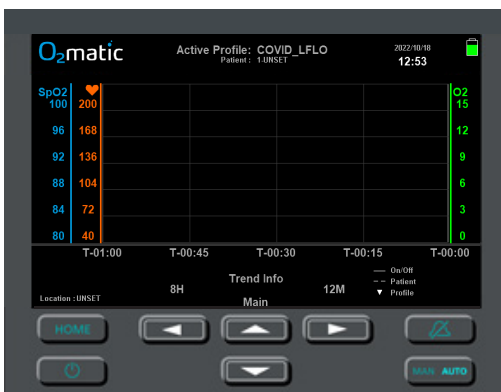 O2matic
Active Profile: COVID_LFLO
Patient : 1-UNSET
2022/10/18
12:53
SpO2
O2
100 200 15
96 168 12
92 136 9
88 104 6
84 72 3
80 40 0
T-01:00 T-00:45 T-00:30 T-00:15 T-00:00
Trend Info
8H 12M
Main
On/Off
Patient
Profile
Location : UNSET
HOME
MAN AUTO